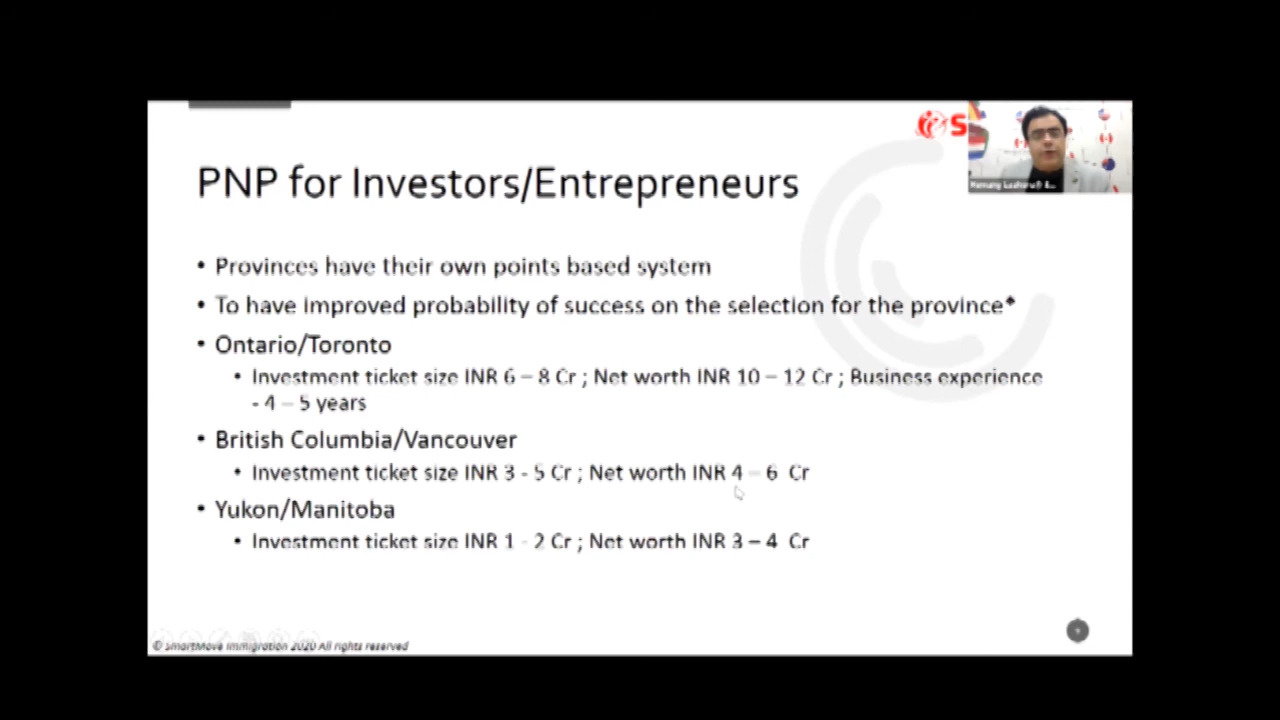 S
PNP for Investors/Entrepreneurs
• Provinces have their own points based system
• To have improved probability of success on the selection for the province*
• Ontario/Toronto
• Investment ticket size INR 6 – 8 Cr ; Net worth INR 10 – 12 Cr ; Business experience
- 4 – 5 years
• British Columbia/Vancouver
• Investment ticket size INR 3 - 5 Cr ; Net worth INR 4 – 6 Cr
• Yukon/Manitoba
• Investment ticket size INR 1 - 2 Cr ; Net worth INR 3 – 4 Cr
© SmartMove Immigration 2020 All rights reserved